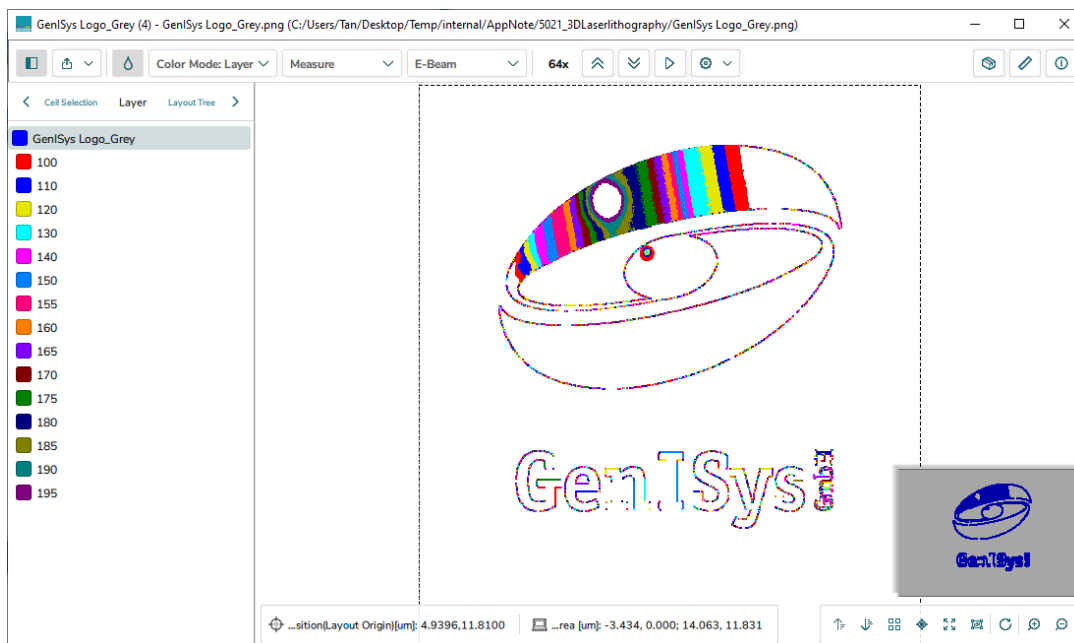 GenISys Logo_Grey (4) - GenISys Logo_Grey.png (C:/Users/Tan/Desktop/Temp/internal/AppNote/5021_3DLaserlithography/GenISys Logo_Grey.png)
Color Mode: Layer
Measure
E-Beam
64x
Cell Selection
Layer
Layout Tree
GenISys Logo_Grey
100
110
120
130
140
150
155
160
165
170
175
180
185
190
195
GenISys
GenISys
...sition(Layout Origin)[um]: 4.9396,11.8100
...rea [um]: -3.434, 0.000; 14.063, 11.831